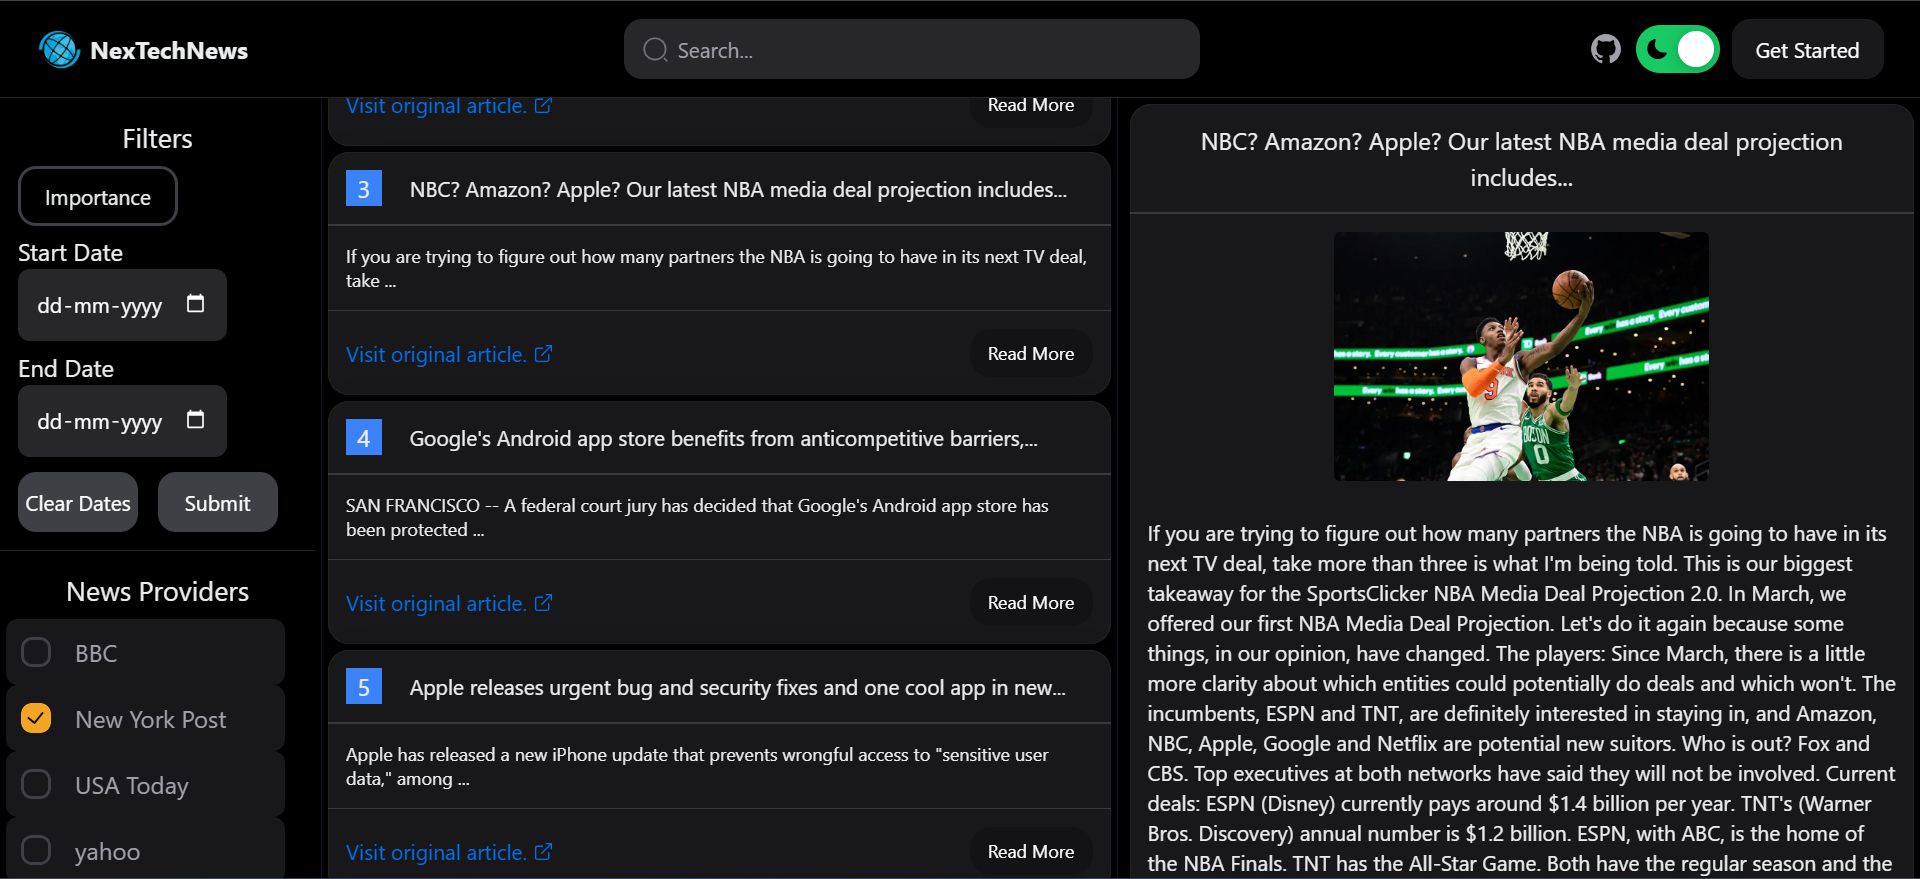 NexTechNews
Search...
Get Started
Filters
Importance
Start Date
dd-mm-yyyy
End Date
dd-mm-yyyy
Clear Dates
Submit
News Providers
BBC
New York Post
USA Today
yahoo
Visit original article.
Read More
3
NBC? Amazon? Apple? Our latest NBA media deal projection includes...
If you are trying to figure out how many partners the NBA is going to have in its next TV deal,
take ...
Visit original article.
Read More
4
Google's Android app store benefits from anticompetitive barriers,...
SAN FRANCISCO -- A federal court jury has decided that Google's Android app store has
been protected ...
Visit original article.
Read More
5
Apple releases urgent bug and security fixes and one cool app in new...
Apple has released a new iPhone update that prevents wrongful access to "sensitive user
data," among ...
Visit original article.
Read More
NBC? Amazon? Apple? Our latest NBA media deal projection
includes...
Every customer has a story.
has a story.
9
BOSTON
0
If you are trying to figure out how many partners the NBA is going to have in its
next TV deal, take more than three is what I'm being told. This is our biggest
takeaway for the SportsClicker NBA Media Deal Projection 2.0. In March, we
offered our first NBA Media Deal Projection. Let's do it again because some
things, in our opinion, have changed. The players: Since March, there is a little
more clarity about which entities could potentially do deals and which won't. The
incumbents, ESPN and TNT, are definitely interested in staying in, and Amazon,
NBC, Apple, Google and Netflix are potential new suitors. Who is out? Fox and
CBS. Top executives at both networks have said they will not be involved. Current
deals: ESPN (Disney) currently pays around $1.4 billion per year. TNT's (Warner
Bros. Discovery) annual number is $1.2 billion. ESPN, with ABC, is the home of
the NBA Finals. TNT has the All-Star Game. Both have the regular season and the